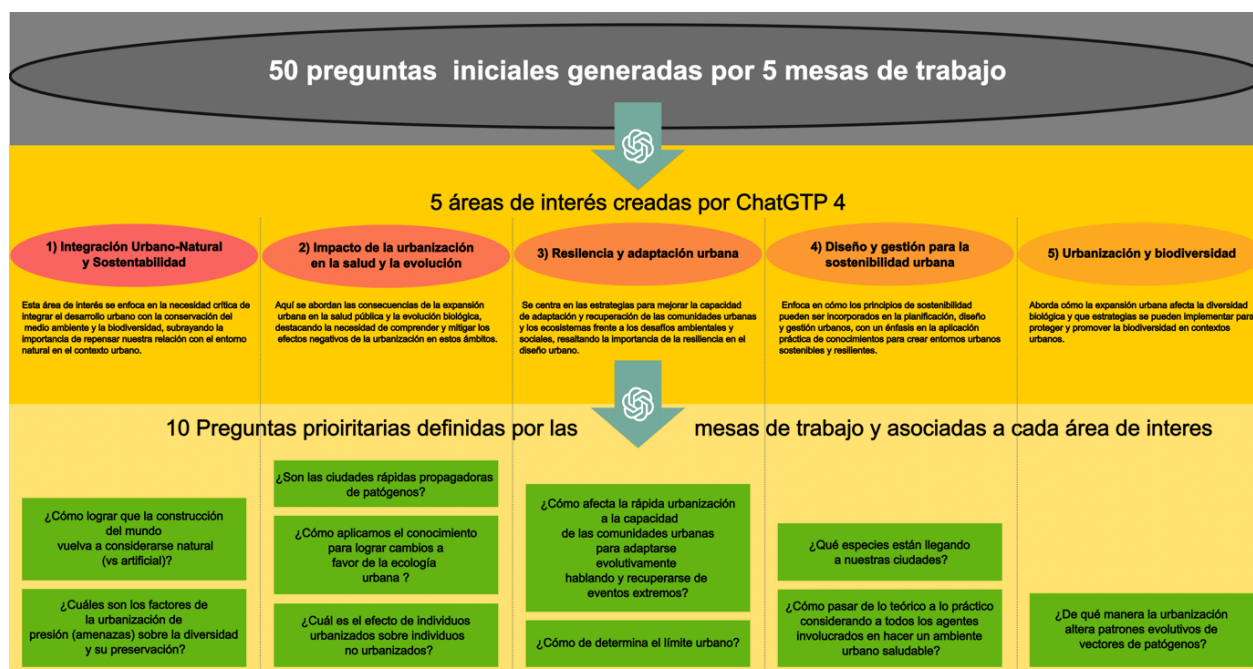 50 preguntas iniciales generadas por 5 mesas de trabajo
5 áreas de interés creadas por ChatGTP 4
1) Integración Urbano-Natural
y Sostentabilidad
Esta área de interés se enfoca en la necesidad crítica de
integrar el desarrollo urbano con la conservación del
medio ambiente y la biodiversidad, subrayando la
importancia de repensar nuestra relación con el entorno
natural en el contexto urbano.
2) Impacto de la urbanización
en la salud y la evolución
Aquí se abordan las consecuencias de la expansión
urbana en la salud pública y la evolución biológica,
destacando la necesidad de comprender y mitigar los
efectos negativos de la urbanización en estos ámbitos.
3) Resilencia y adaptación urbana
Se centra en las estrategias para mejorar la capacidad
de adaptación y recuperación de las comunidades urbanas
y los ecosistemas frente a los desafíos ambientales y
sociales, resaltando la importancia de la resiliencia en el
diseño urbano.
4) Diseño y gestión para la
sostenibilidad urbana
Enfoca en cómo los principios de sostenibilidad
pueden ser incorporados en la planificación, diseño
y gestión urbanos, con un énfasis en la aplicación
práctica de conocimientos para crear entornos urbanos
sostenibles y resilientes.
5) Urbanización y biodiversidad
Aborda cómo la expansión urbana afecta la diversidad
biológica y que estrategias se pueden implementar para
proteger y promover la biodiversidad en contextos
urbanos.
10 Preguntas prioiritarias definidas por las mesas de trabajo y asociadas a cada área de interes
¿Cómo lograr que la construcción
del mundo
vuelva a considerarse natural
(vs artificial)?
¿Cuáles son los factores de
la urbanización de
presión (amenazas) sobre la diversidad
y su preservación?
¿Son las ciudades rápidas propagadoras
de patógenos?
¿Cómo aplicamos el conocimiento
para lograr cambios a
favor de la ecología
urbana ?
¿Cuál es el efecto de individuos
urbanizados sobre individuos
no urbanizados?
¿Cómo afecta la rápida urbanización
a la capacidad
de las comunidades urbanas
para adaptarse
evolutivamente
hablando y recuperarse de
eventos extremos?
¿Cómo de determina el límite urbano?
¿Qué especies están llegando
a nuestras ciudades?
¿Cómo pasar de lo teórico a lo práctico
considerando a todos los agentes
involucrados en hacer un ambiente
urbano saludable?
¿De qué manera la urbanización
altera patrones evolutivos de
vectores de patógenos?